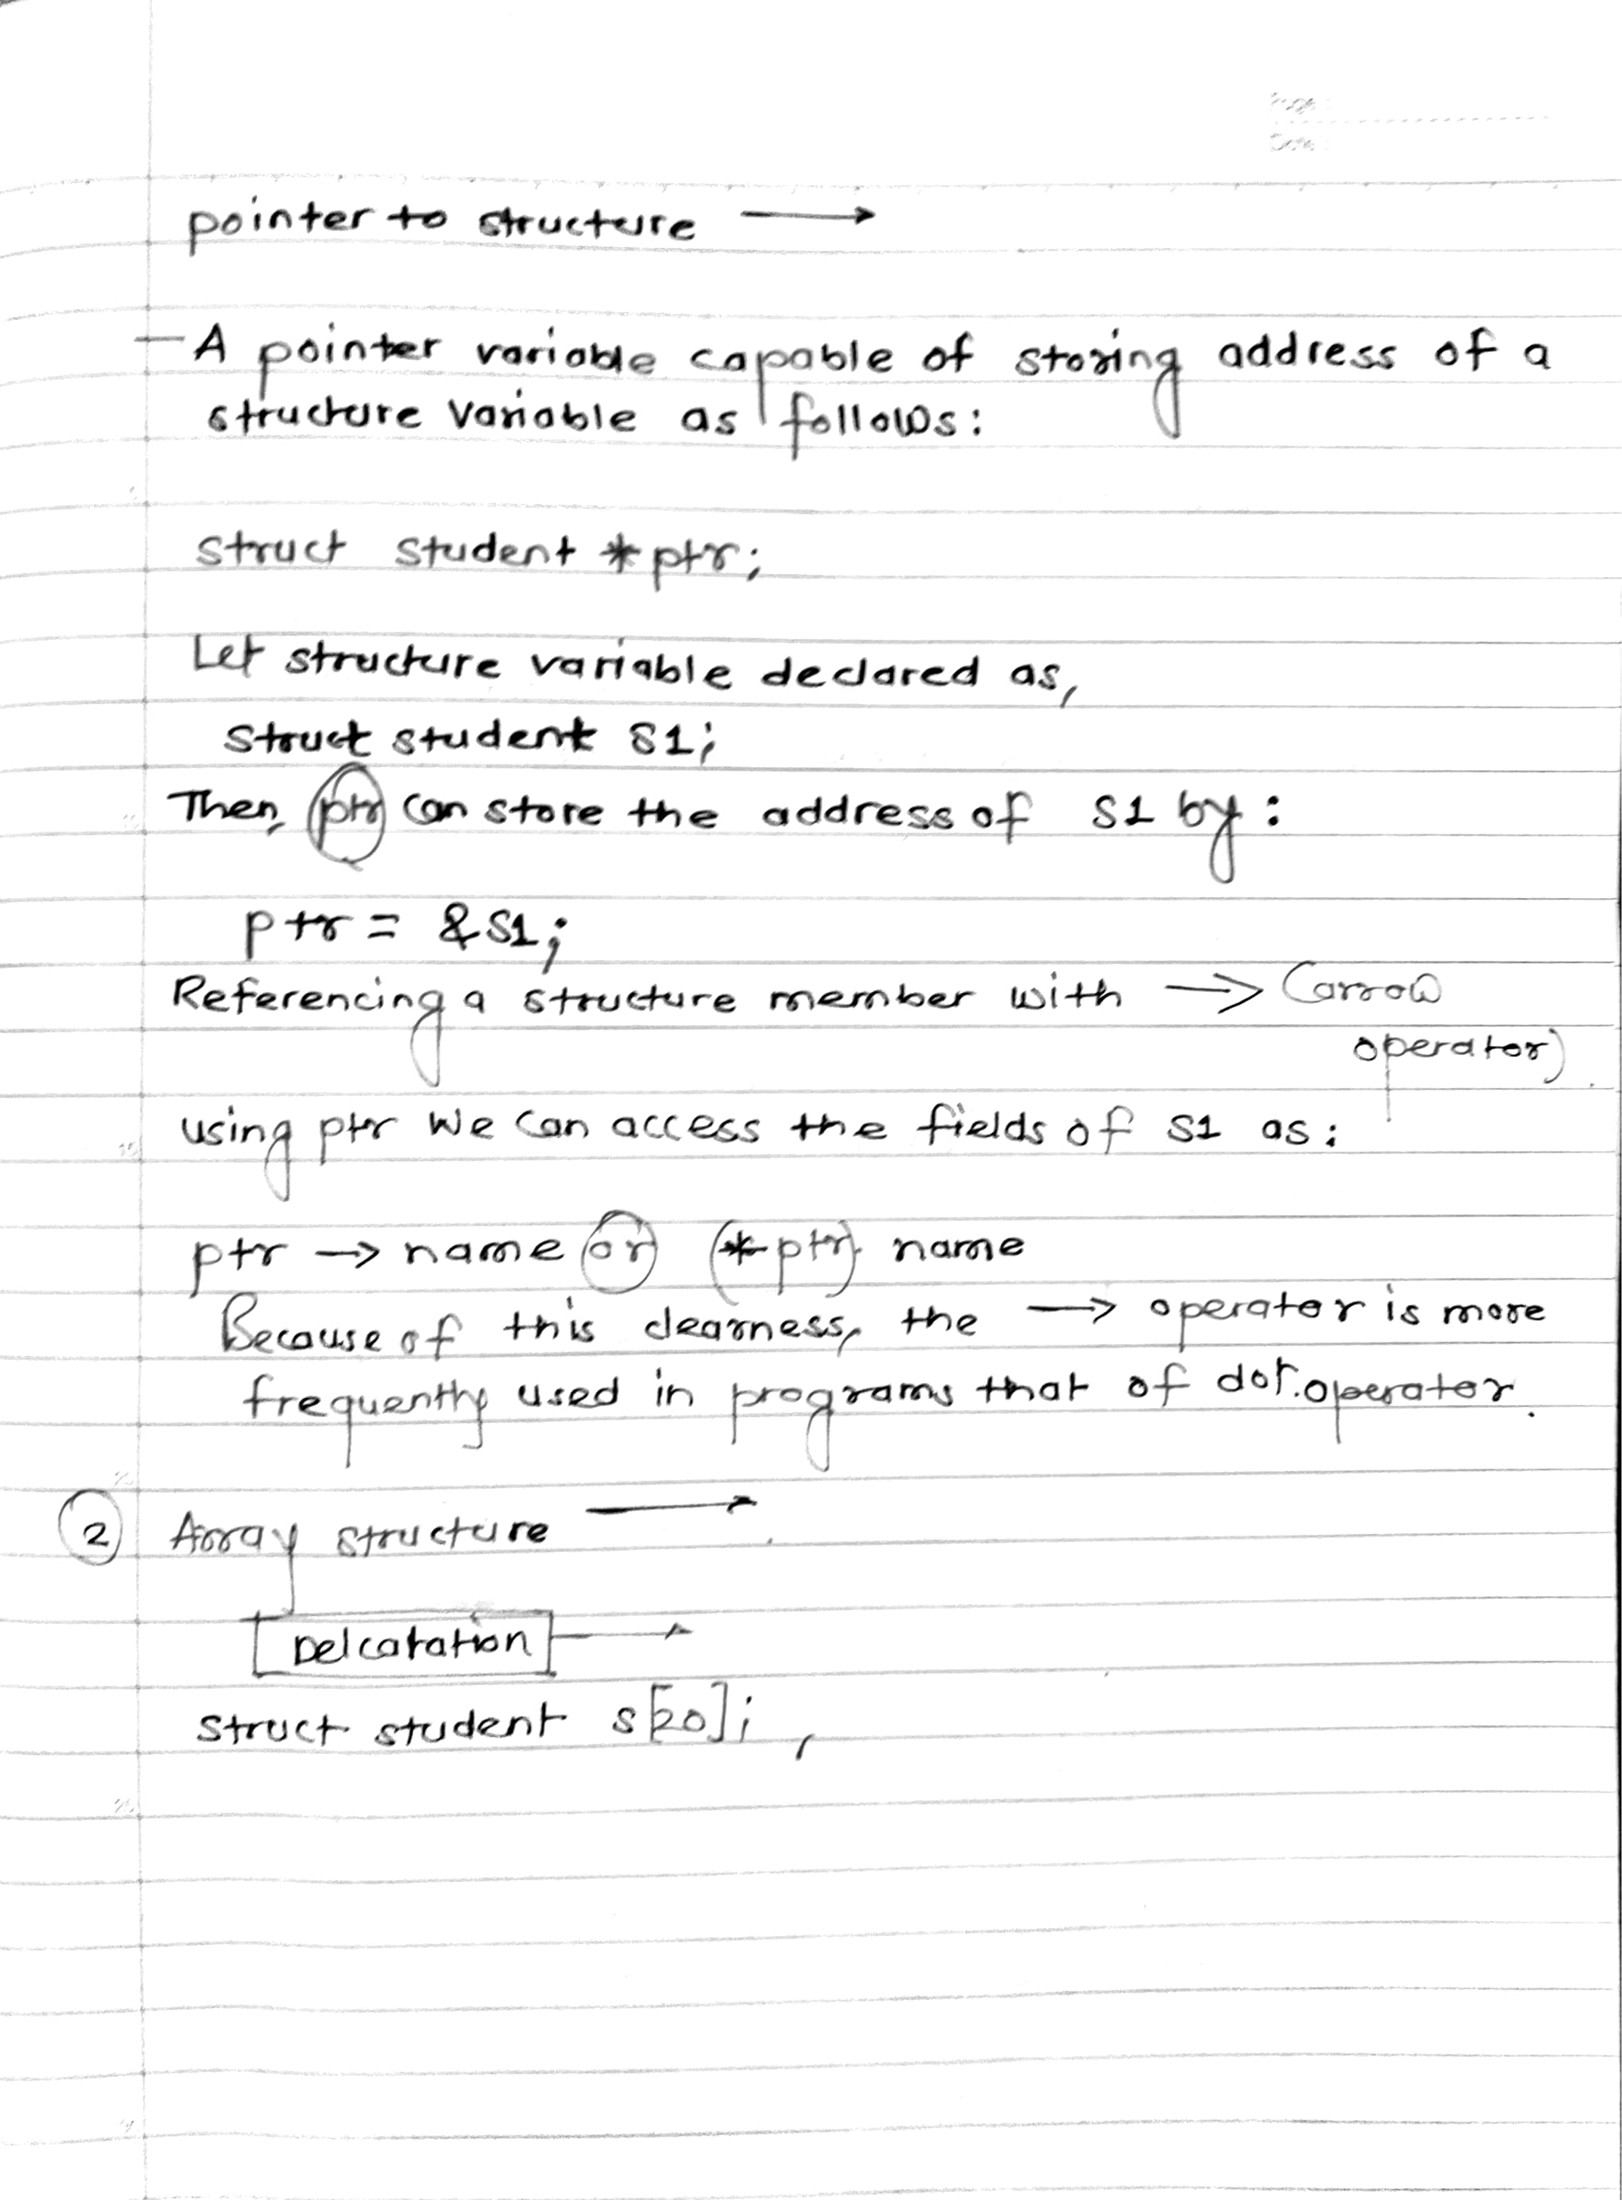 Page
Date
pointer to structure →
– A pointer variable capable of storing address of a
structure variable as follows:
struct student *ptr;
Let structure variable declared as,
struct student s1;
Then, ptr can store the address of s1 by:
ptr = &s1;
Referencing a structure member with → (arrow
operator)
using ptr we can access the fields of s1 as:
ptr → name or (*ptr). name
Because of this clearness, the → operator is more
frequently used in programs that of dot.operator.
2 Array structure →
Delcatation →
struct student s[20];,